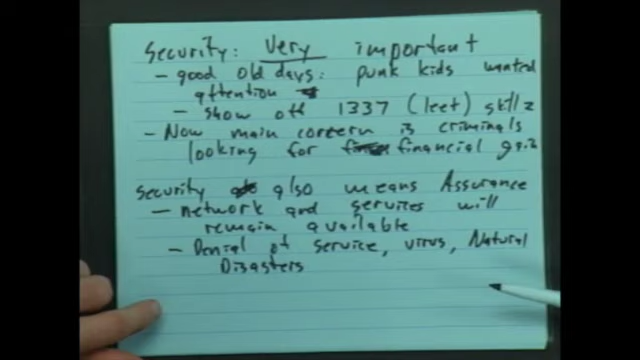 Security: Very important
- good old days: punk kids wanted
attention
- show off 1337 (leet) skillz
- Now main concern is criminals
looking for financial gain
Security also means Assurance
- network and services will
remain available
- Denial of service, virus, Natural
Disasters